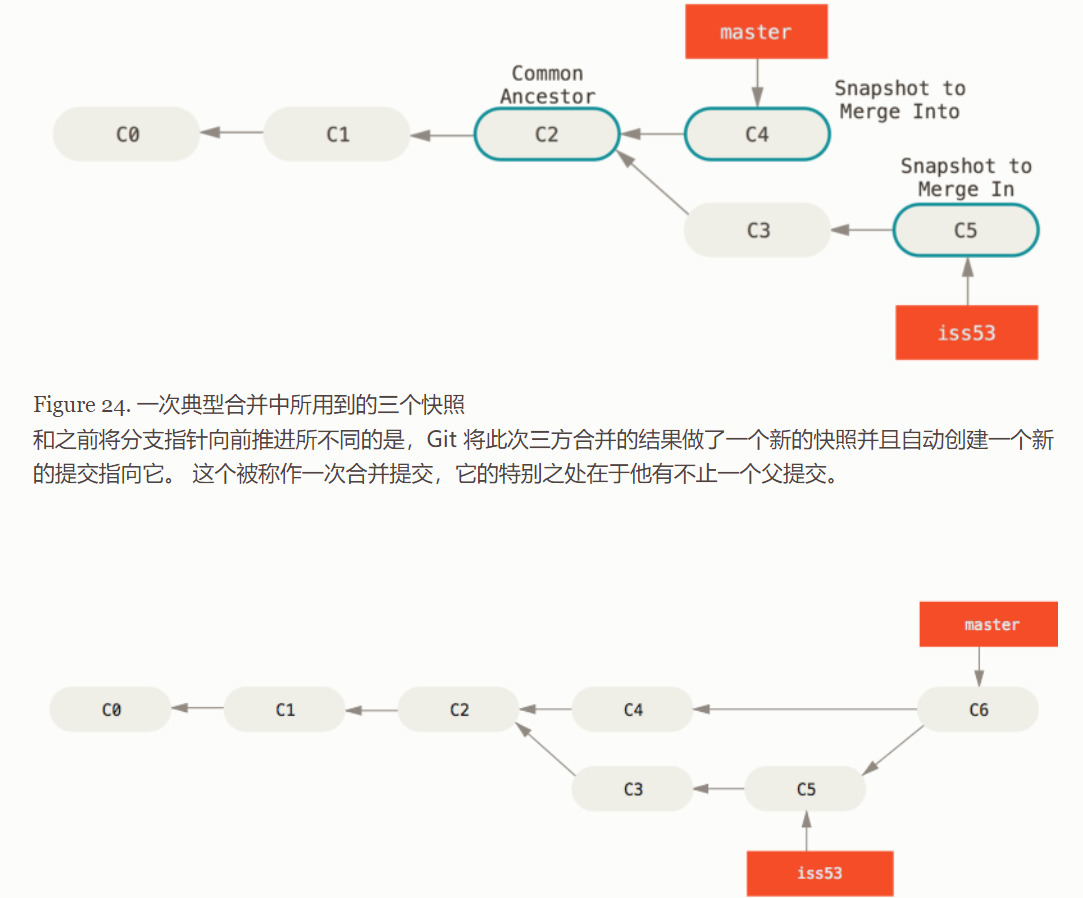 master
Common
Ancestor
Snapshot to
Merge Into
C0
C1
C2
C4
Snapshot to
Merge In
C3
C5
iss53
Figure 24. 一次典型合并中所用到的三个快照
和之前将分支指针向前推进所不同的是，Git 将此次三方合并的结果做了一个新的快照并且自动创建一个新
的提交指向它。 这个被称作一次合并提交，它的特别之处在于他有不止一个父提交。
master
C0
C1
C2
C4
C6
C3
C5
iss53